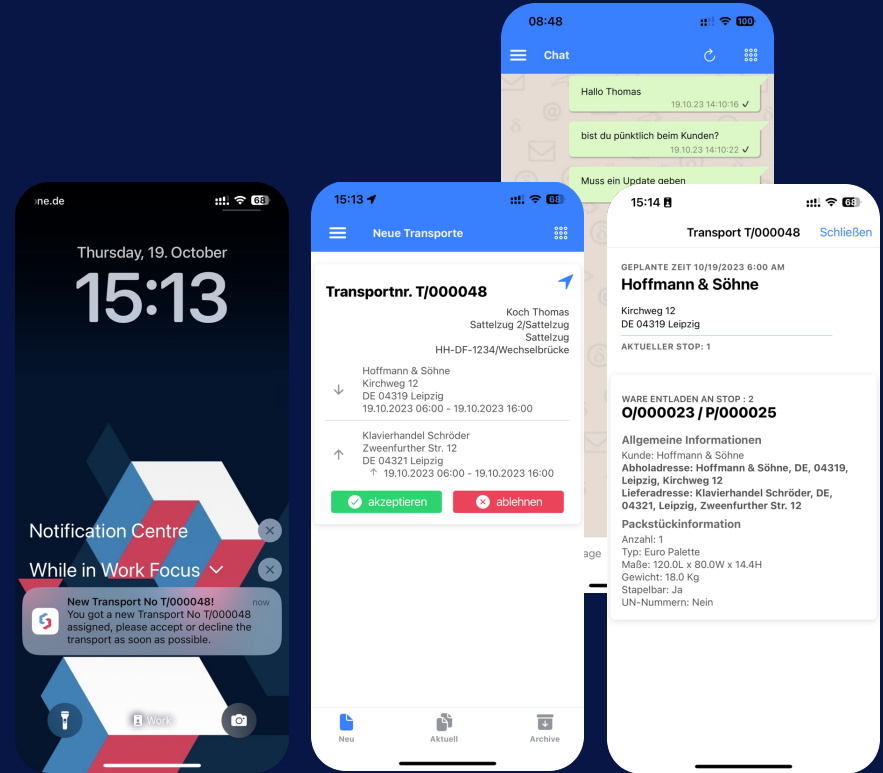 08:48
100
Chat
Hallo Thomas
19.10.23 14:10:16
bist du pünktlich beim Kunden?
19.10.23 14:10:22
Muss ein Update geben
ne.de
68
Thursday, 19. October
15:13
Notification Centre
While in Work Focus
New Transport No T/000048!
now
You got a new Transport No T/000048
assigned, please accept or decline the
transport as soon as possible.
Work
15:13
68
Neue Transporte
Transportnr. T/000048
Koch Thomas
Sattelzug 2/Sattelzug
Sattelzug
HH-DF-1234/Wechselbrücke
Hoffmann & Söhne
Kirchweg 12
DE 04319 Leipzig
19.10.2023 06:00 - 19.10.2023 16:00
Klavierhandel Schröder
Zweenfurther Str. 12
DE 04321 Leipzig
↑ 19.10.2023 06:00 - 19.10.2023 16:00
akzeptieren
ablehnen
Neu
Aktuell
Archive
age
15:14
68
Transport T/000048
Schließen
GEPLANTE ZEIT 10/19/2023 6:00 AM
Hoffmann & Söhne
Kirchweg 12
DE 04319 Leipzig
AKTUELLER STOP: 1
WARE ENTLADEN AN STOP : 2
O/000023 / P/000025
Allgemeine Informationen
Kunde: Hoffmann & Söhne
Abholadresse: Hoffmann & Söhne, DE, 04319,
Leipzig, Kirchweg 12
Lieferadresse: Klavierhandel Schröder, DE,
04321, Leipzig, Zweenfurther Str. 12
Packstückinformation
Anzahl: 1
Typ: Euro Palette
Maße: 120.0L x 80.0W x 14.4H
Gewicht: 18.0 Kg
Stapelbar: Ja
UN-Nummern: Nein